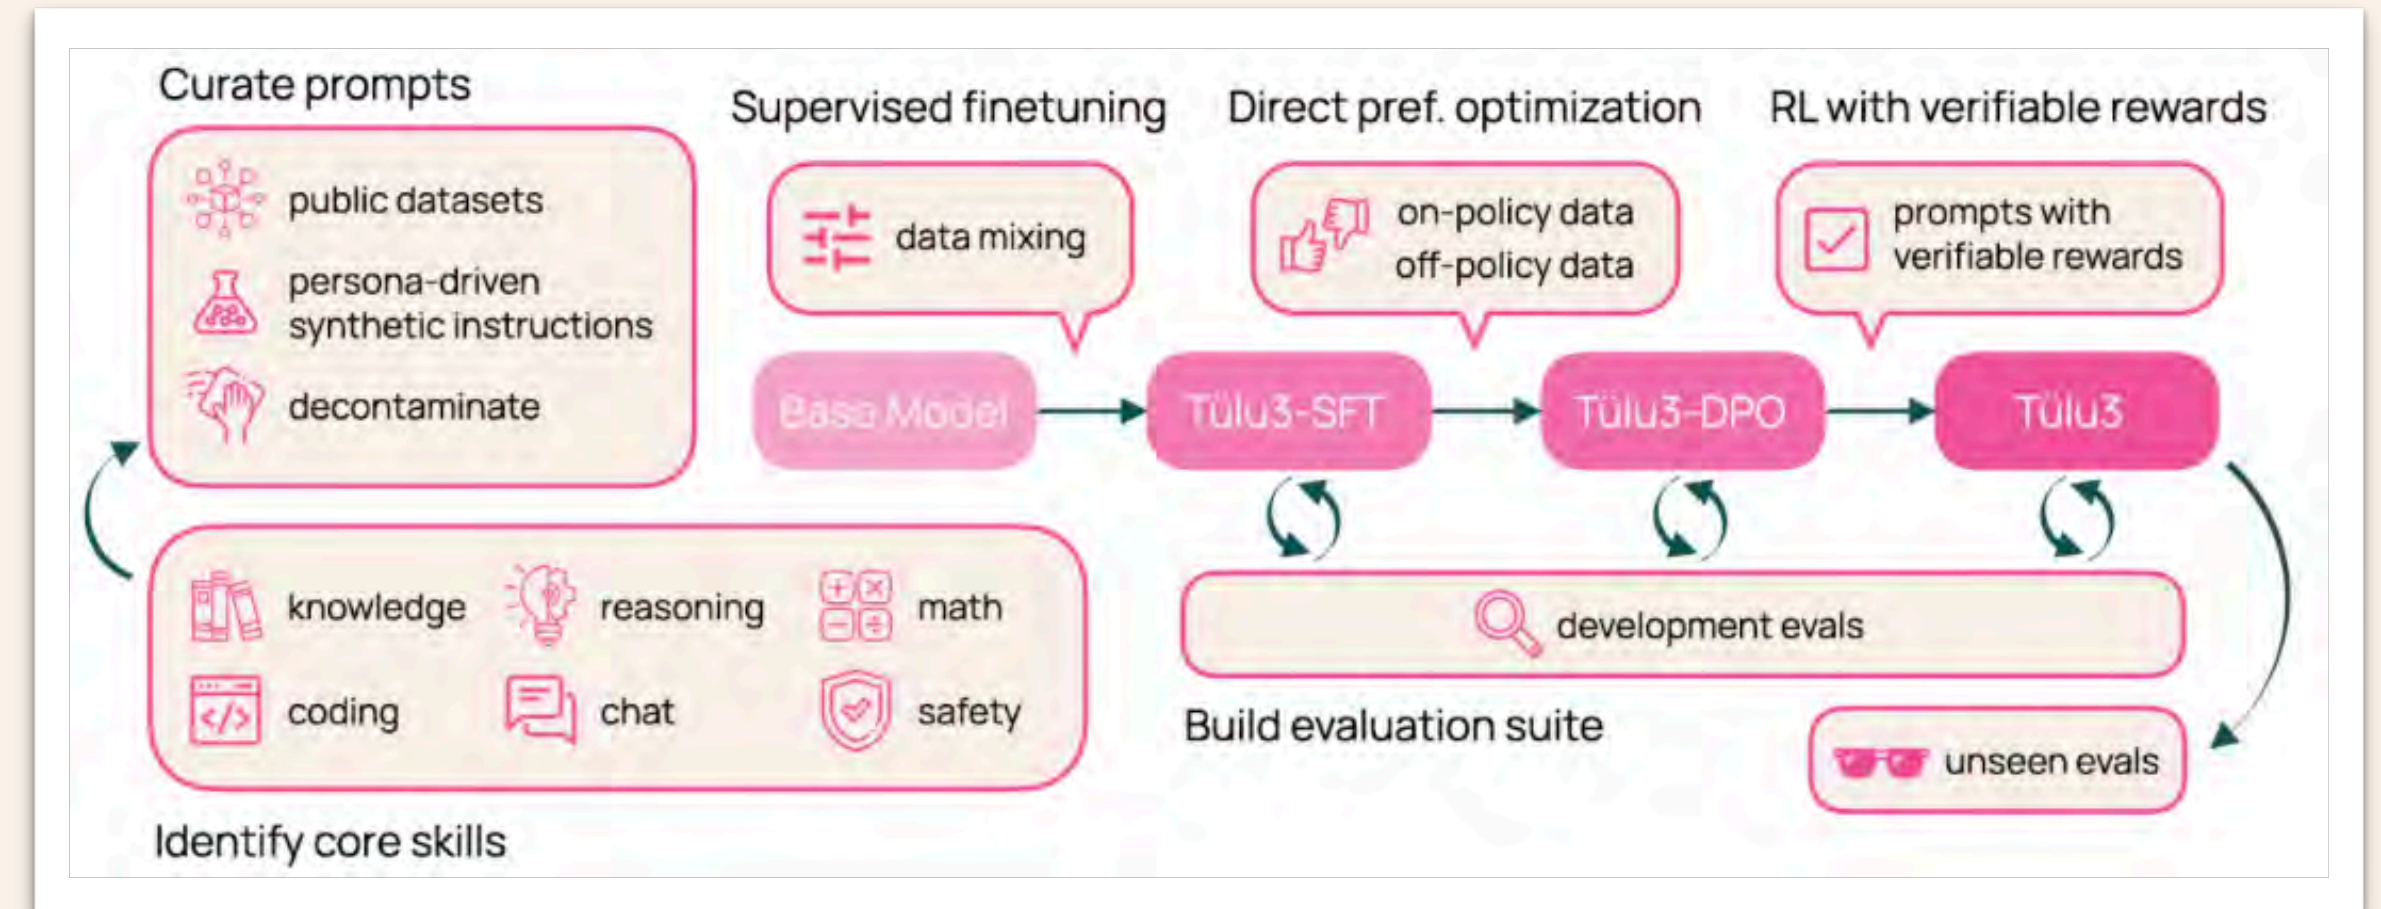 Curate prompts
public datasets
persona-driven
synthetic instructions
decontaminate
knowledge
reasoning
math
coding
chat
safety
Identify core skills
Supervised finetuning
data mixing
Direct pref. optimization
on-policy data
off-policy data
RL with verifiable rewards
prompts with
verifiable rewards
Base Model
Tülu3-SFT
Tülu3-DPO
Tülu3
development evals
Build evaluation suite
unseen evals